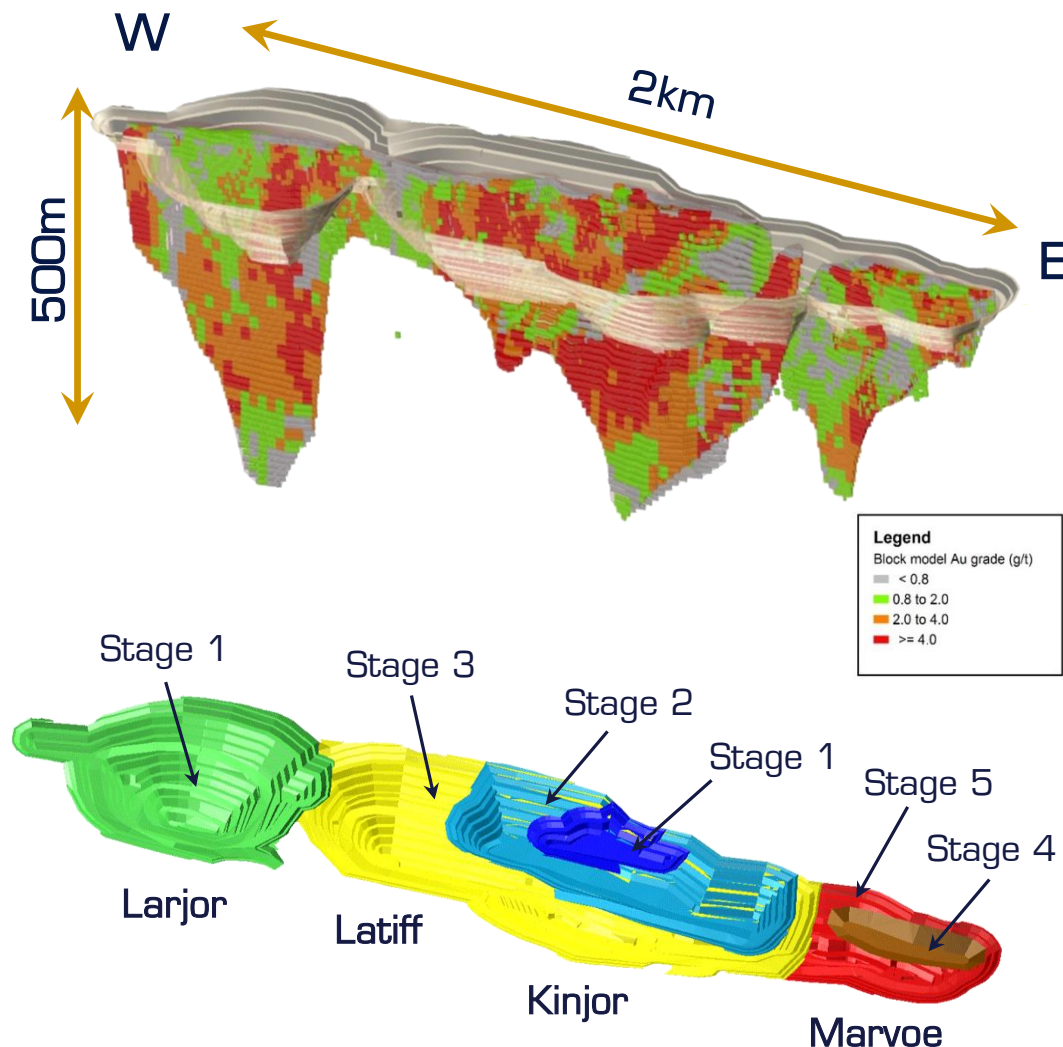 W
2km
500m
E
Legend
Block model Au grade (g/t)
< 0.8
0.8 to 2.0
2.0 to 4.0
>= 4.0
Stage 1
Stage 3
Stage 2
Stage 1
Stage 5
Stage 4
Larjor
Latiff
Kinjor
Marvoe